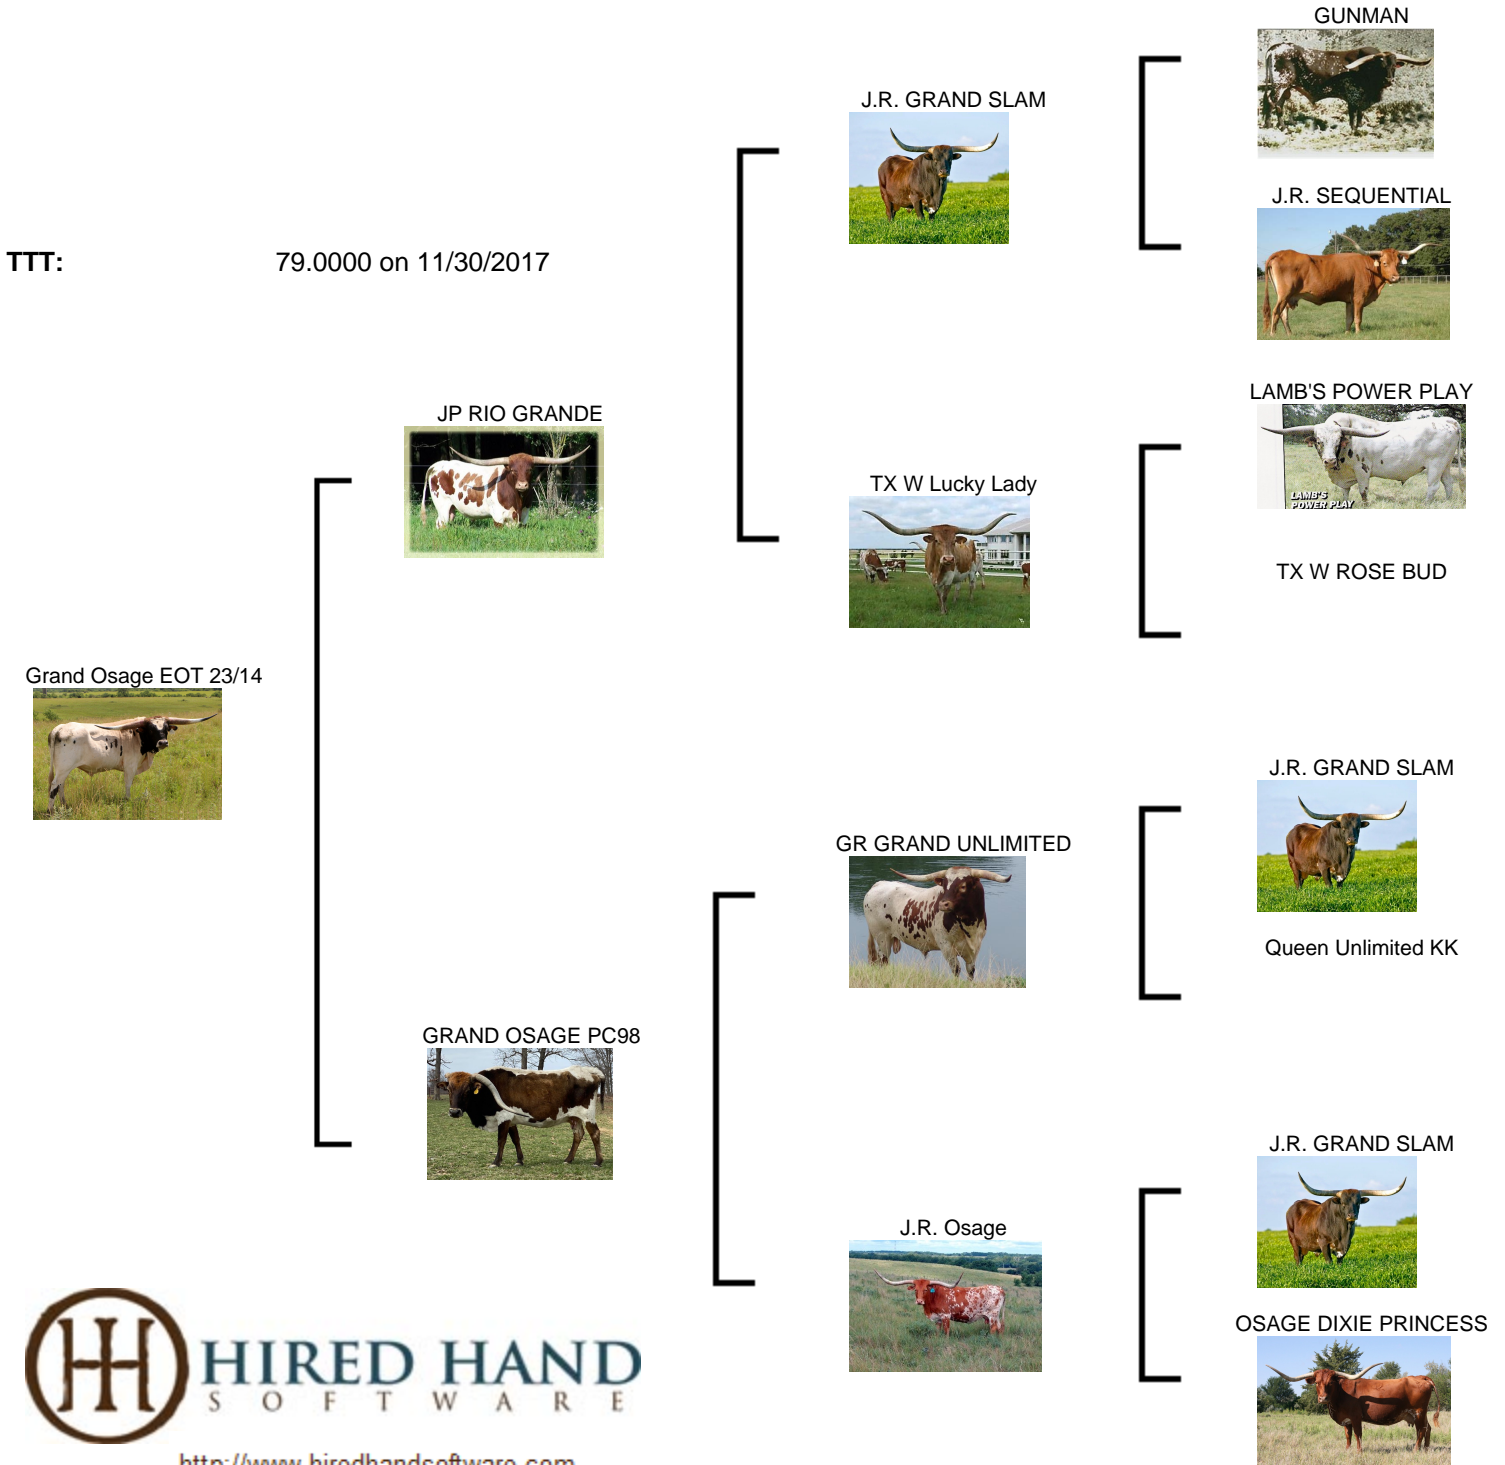 GUNMAN
J.R. GRAND SLAM
J.R. SEQUENTIAL
TTT: 79.0000 on 11/30/2017
LAMB'S POWER PLAY
JP RIO GRANDE
TX W Lucky Lady
LAMB'S
POWER PLAY
TX W ROSE BUD
Grand Osage EOT 23/14
J.R. GRAND SLAM
GR GRAND UNLIMITED
Queen Unlimited KK
GRAND OSAGE PC98
J.R. GRAND SLAM
J.R. Osage
OSAGE DIXIE PRINCESS
HIRED HAND
SOFTWARE
http://www.hiredhandsoftware.com